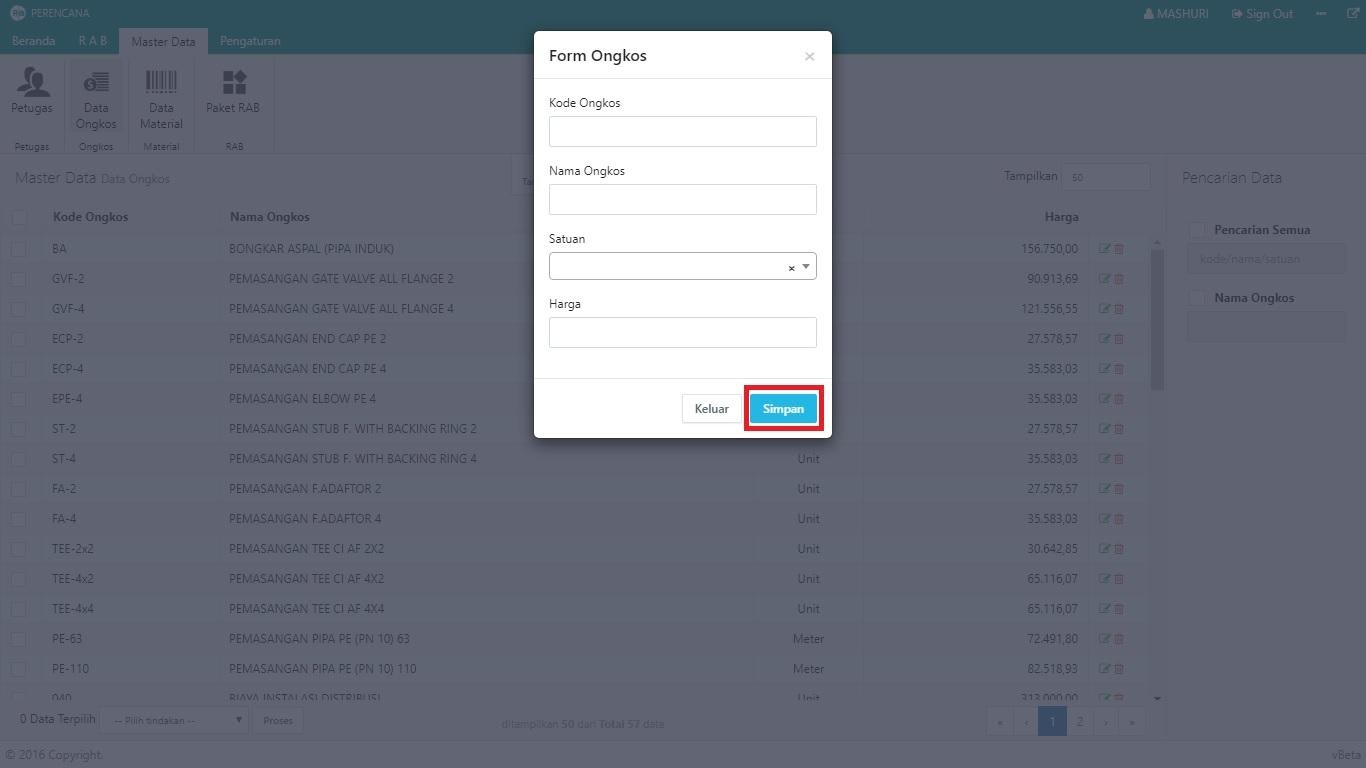 PERENCANA
MASHURI Sign Out
Beranda R A B Master Data Pengaturan
Petugas Data Ongkos Data Material Paket RAB
Petugas Ongkos Material RAB
Form Ongkos ×
Kode Ongkos
Nama Ongkos
Satuan
×
Harga
Keluar Simpan
Master Data Data Ongkos
Tampilkan 50
Pencarian Data
Kode Ongkos Nama Ongkos Harga
Pencarian Semua
kode/nama/satuan
Nama Ongkos
BA BONGKAR ASPAL (PIPA INDUK) 156.750,00
GVF-2 PEMASANGAN GATE VALVE ALL FLANGE 2 90.913,69
GVF-4 PEMASANGAN GATE VALVE ALL FLANGE 4 121.556,55
ECP-2 PEMASANGAN END CAP PE 2 27.578,57
ECP-4 PEMASANGAN END CAP PE 4 35.583,03
EPE-4 PEMASANGAN ELBOW PE 4 35.583,03
ST-2 PEMASANGAN STUB F. WITH BACKING RING 2 27.578,57
ST-4 PEMASANGAN STUB F. WITH BACKING RING 4 Unit 35.583,03
FA-2 PEMASANGAN F.ADAFTOR 2 Unit 27.578,57
FA-4 PEMASANGAN F.ADAFTOR 4 Unit 35.583,03
TEE-2x2 PEMASANGAN TEE CI AF 2X2 Unit 30.642,85
TEE-4x2 PEMASANGAN TEE CI AF 4X2 Unit 65.116,07
TEE-4x4 PEMASANGAN TEE CI AF 4X4 Unit 65.116,07
PE-63 PEMASANGAN PIPA PE (PN 10) 63 Meter 72.491,80
PE-110 PEMASANGAN PIPA PE (PN 10) 110 Meter 82.518,93
040 BIAYA INSTALASI DISTRIBUSI Unit 313.000,00
0 Data Terpilih -- Pilih tindakan -- Proses
ditampilkan 50 dari Total 57 data
« ‹ 1 2 › »
© 2016 Copyright.
vBeta